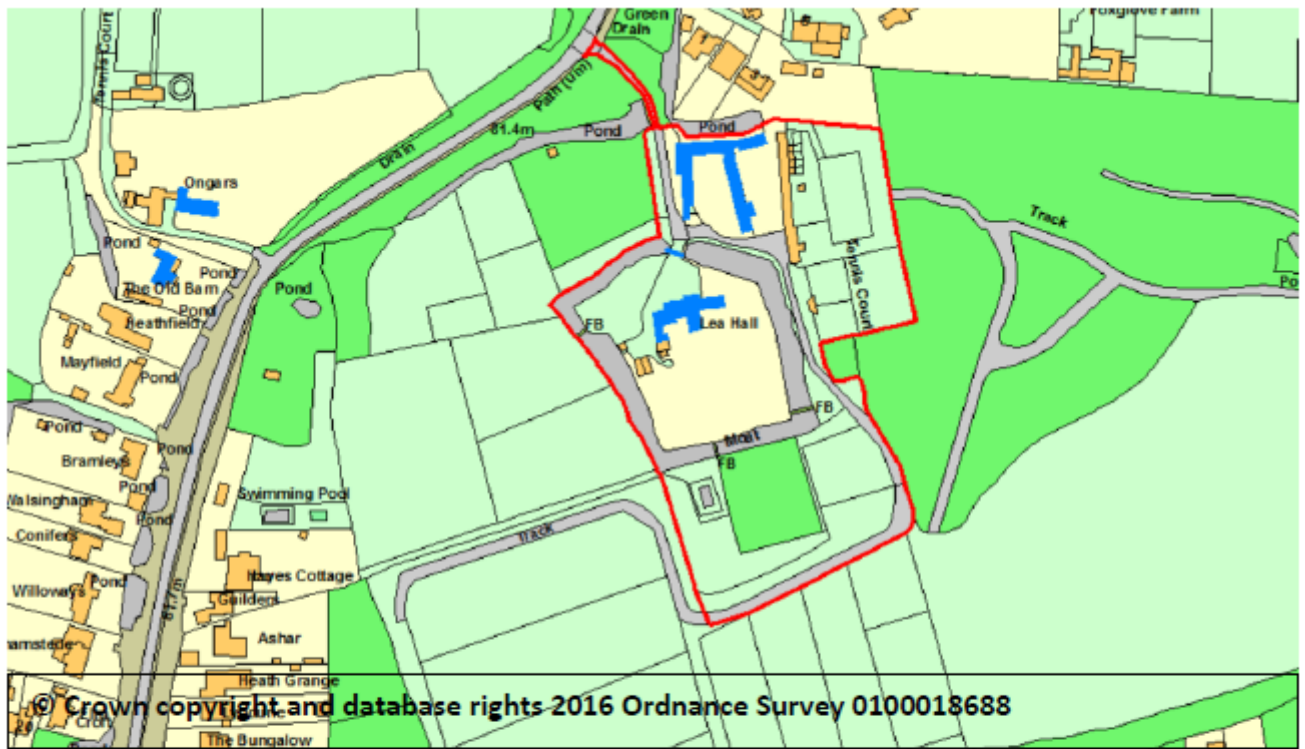 Green
Drain
Foxglove Farm
Tennis Court
Path (um)
81.4m
Pond
Pond
Drain
Ongars
Track
Pond
Pond
The Old Barn
Pond
Heathfield
Pond
Tennis Court
Lea Hall
FB
Mayfield
Pond
FB
Moat
FB
Pond
Pond
Bramleys
Pond
Walsingham
Pond
Swimming Pool
Conifers
Track
Pond
Hayes Cottage
Willoways
Guilders
81.7m
Ashar
hamstede
Heath Grange
© Crown copyright and database rights 2016 Ordnance Survey 0100018688
The Bungalow